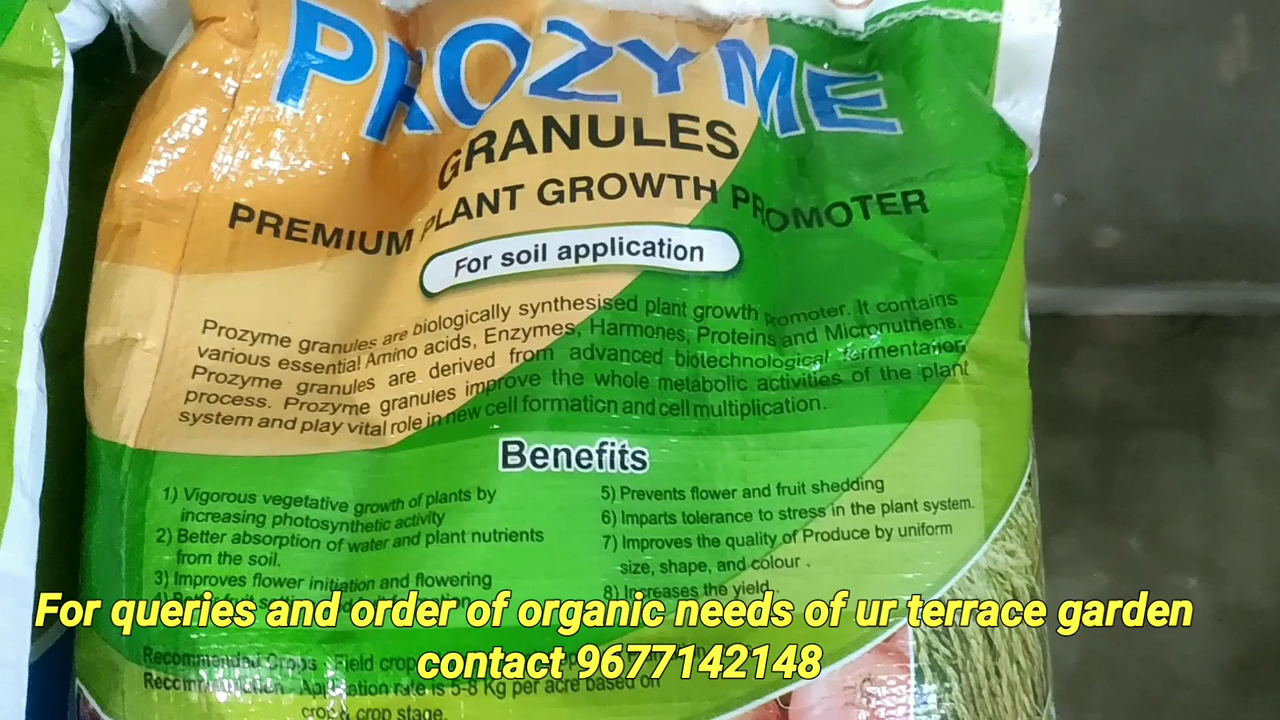 PROZYME
GRANULES
PREMIUM PLANT GROWTH PROMOTER
For soil application
Prozyme granules are biologically synthesised plant growth promoter. It contains
various essential Amino acids, Enzymes, Harmones, Proteins and Micronutriens.
Prozyme granules are derived from advanced biotechnological fermentation
process. Prozyme granules improve the whole metabolic activities of the plant
system and play vital role in new cell formation and cell multiplication.
Benefits
1) Vigorous vegetative growth of plants by
increasing photosynthetic activity
2) Better absorption of water and plant nutrients
from the soil.
3) Improves flower initiation and flowering
5) Prevents flower and fruit shedding
6) Imparts tolerance to stress in the plant system.
7) Improves the quality of Produce by uniform
size, shape, and colour .
8) Increases the yield
For queries and order of organic needs of ur terrace garden
contact 9677142148
Recommended Crops : Field crop
Recommendation : Application rate is 5-8 Kg per acre based on
crop & crop stage.